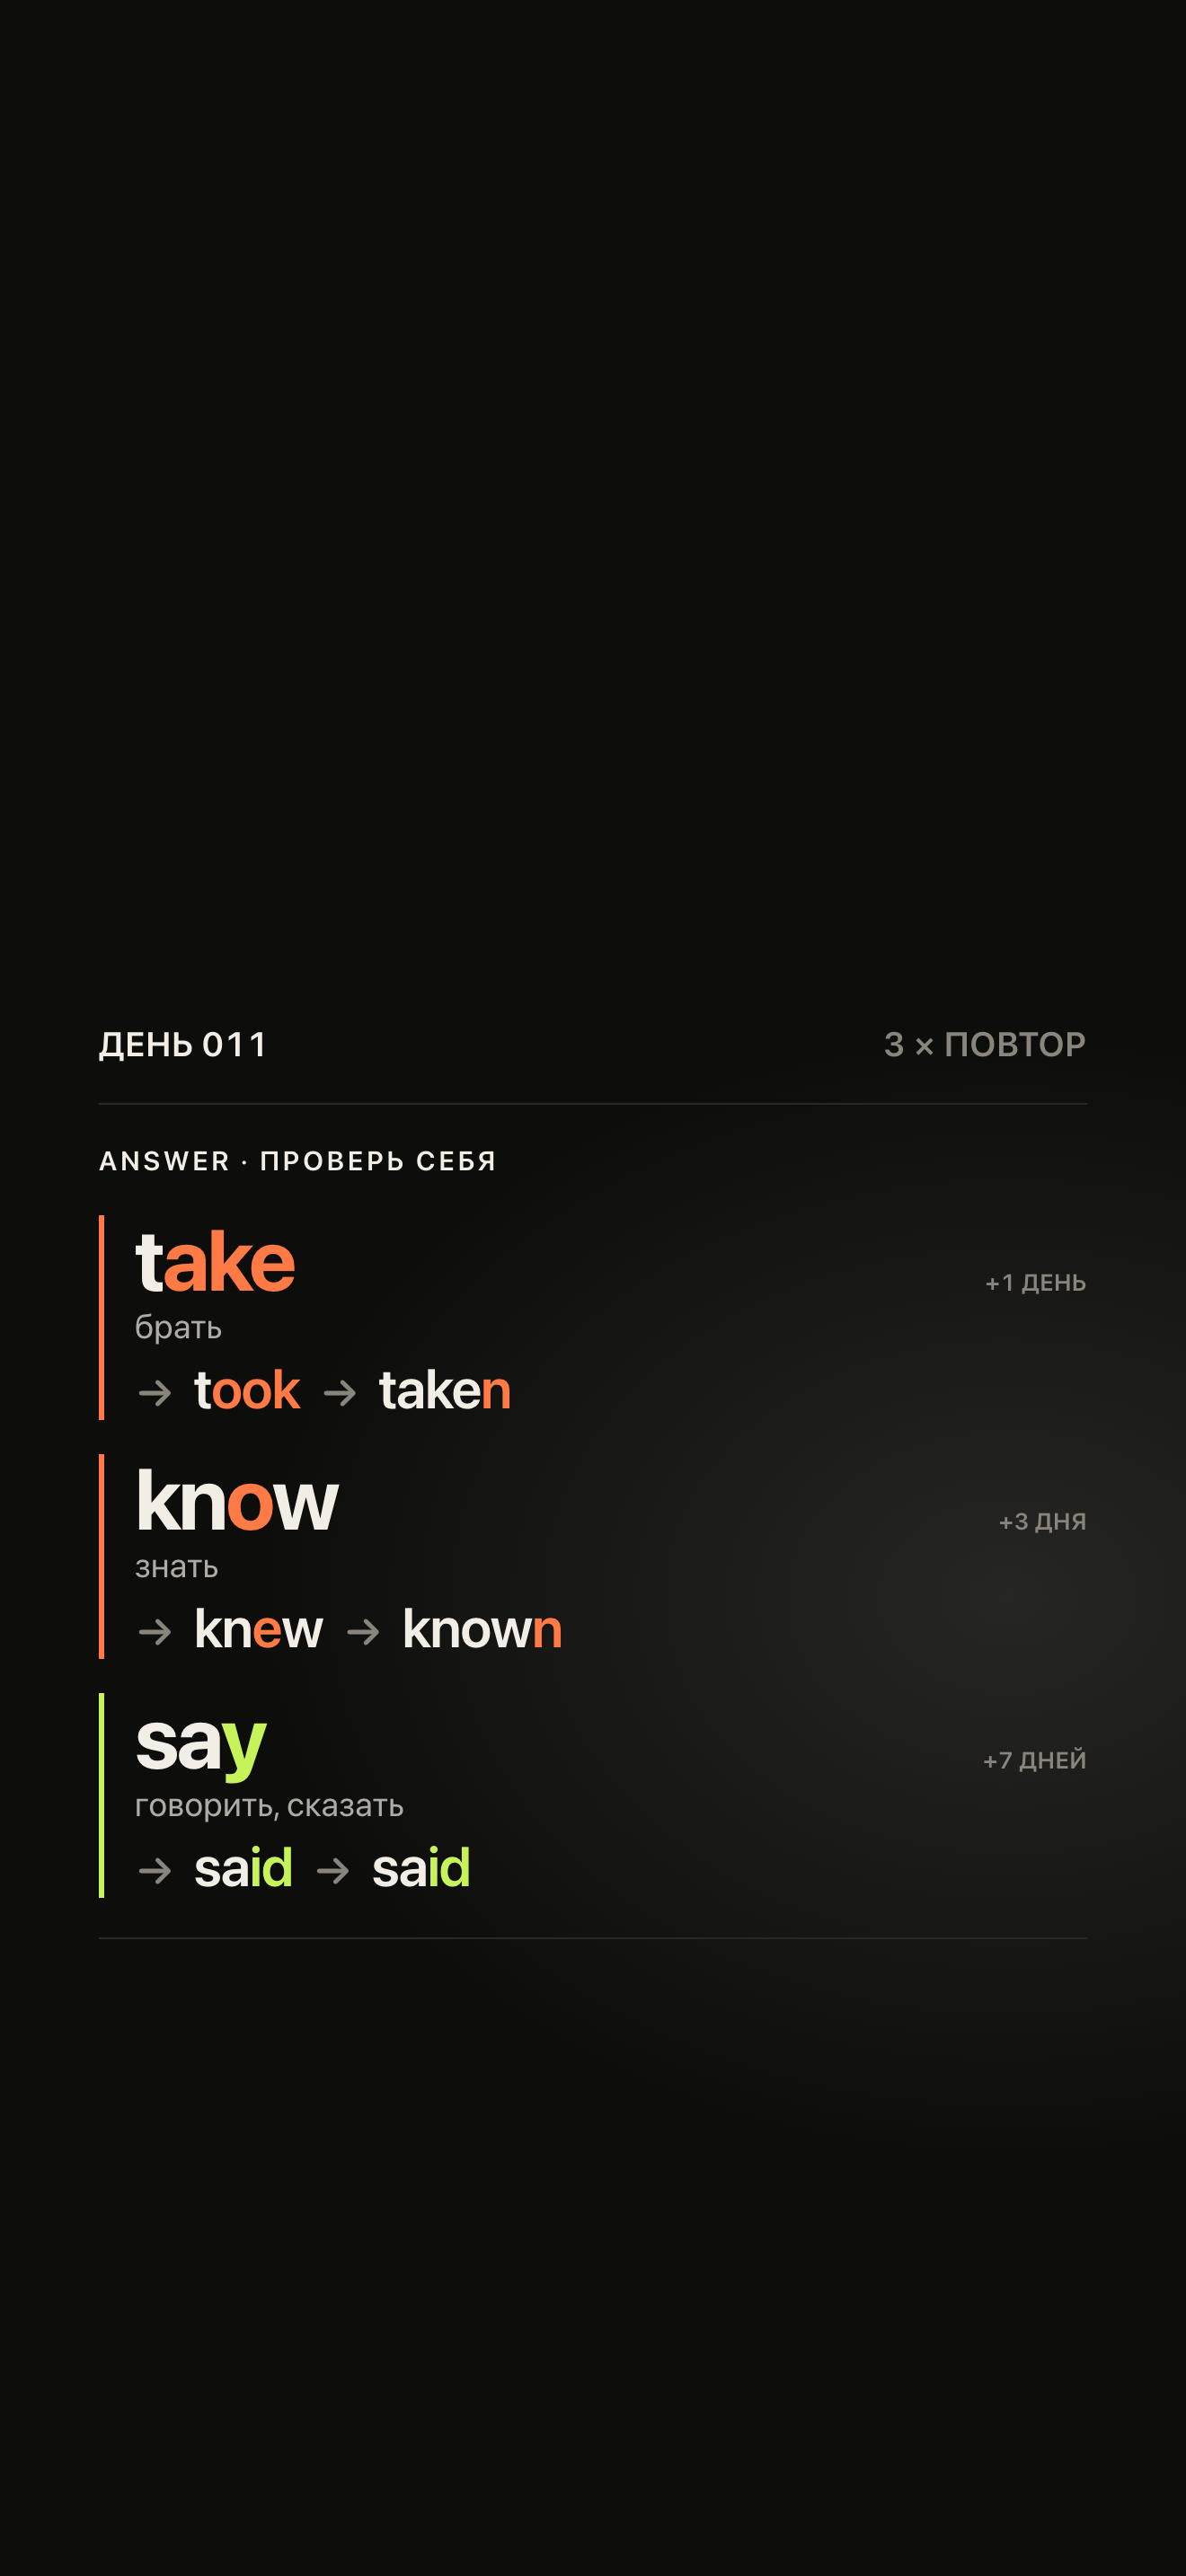 ДЕНЬ 011
3 × ПОВТОР
ANSWER · ПРОВЕРЬ СЕБЯ
take
+1 ДЕНЬ
брать
→ took → taken
know
+3 ДНЯ
знать
→ knew → known
say
+7 ДНЕЙ
говорить, сказать
→ said → said